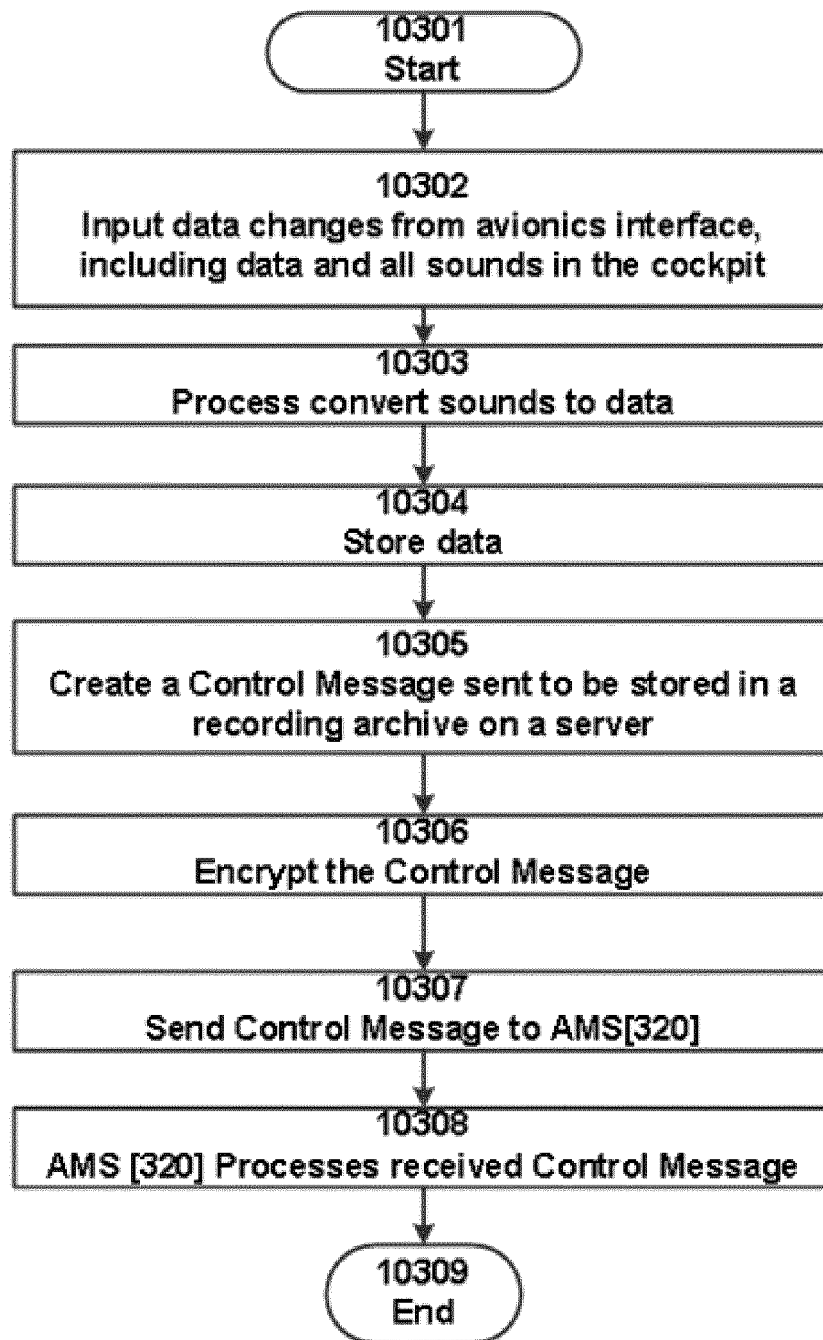 10301
Start
10302
Input data changes from avionics interface,
including data and all sounds in the cockpit
10303
Process convert sounds to data
10304
Store data
10305
Create a Control Message sent to be stored in a
recording archive on a server
10306
Encrypt the Control Message
10307
Send Control Message to AMS[320]
10308
AMS [320] Processes received Control Message
10309
End